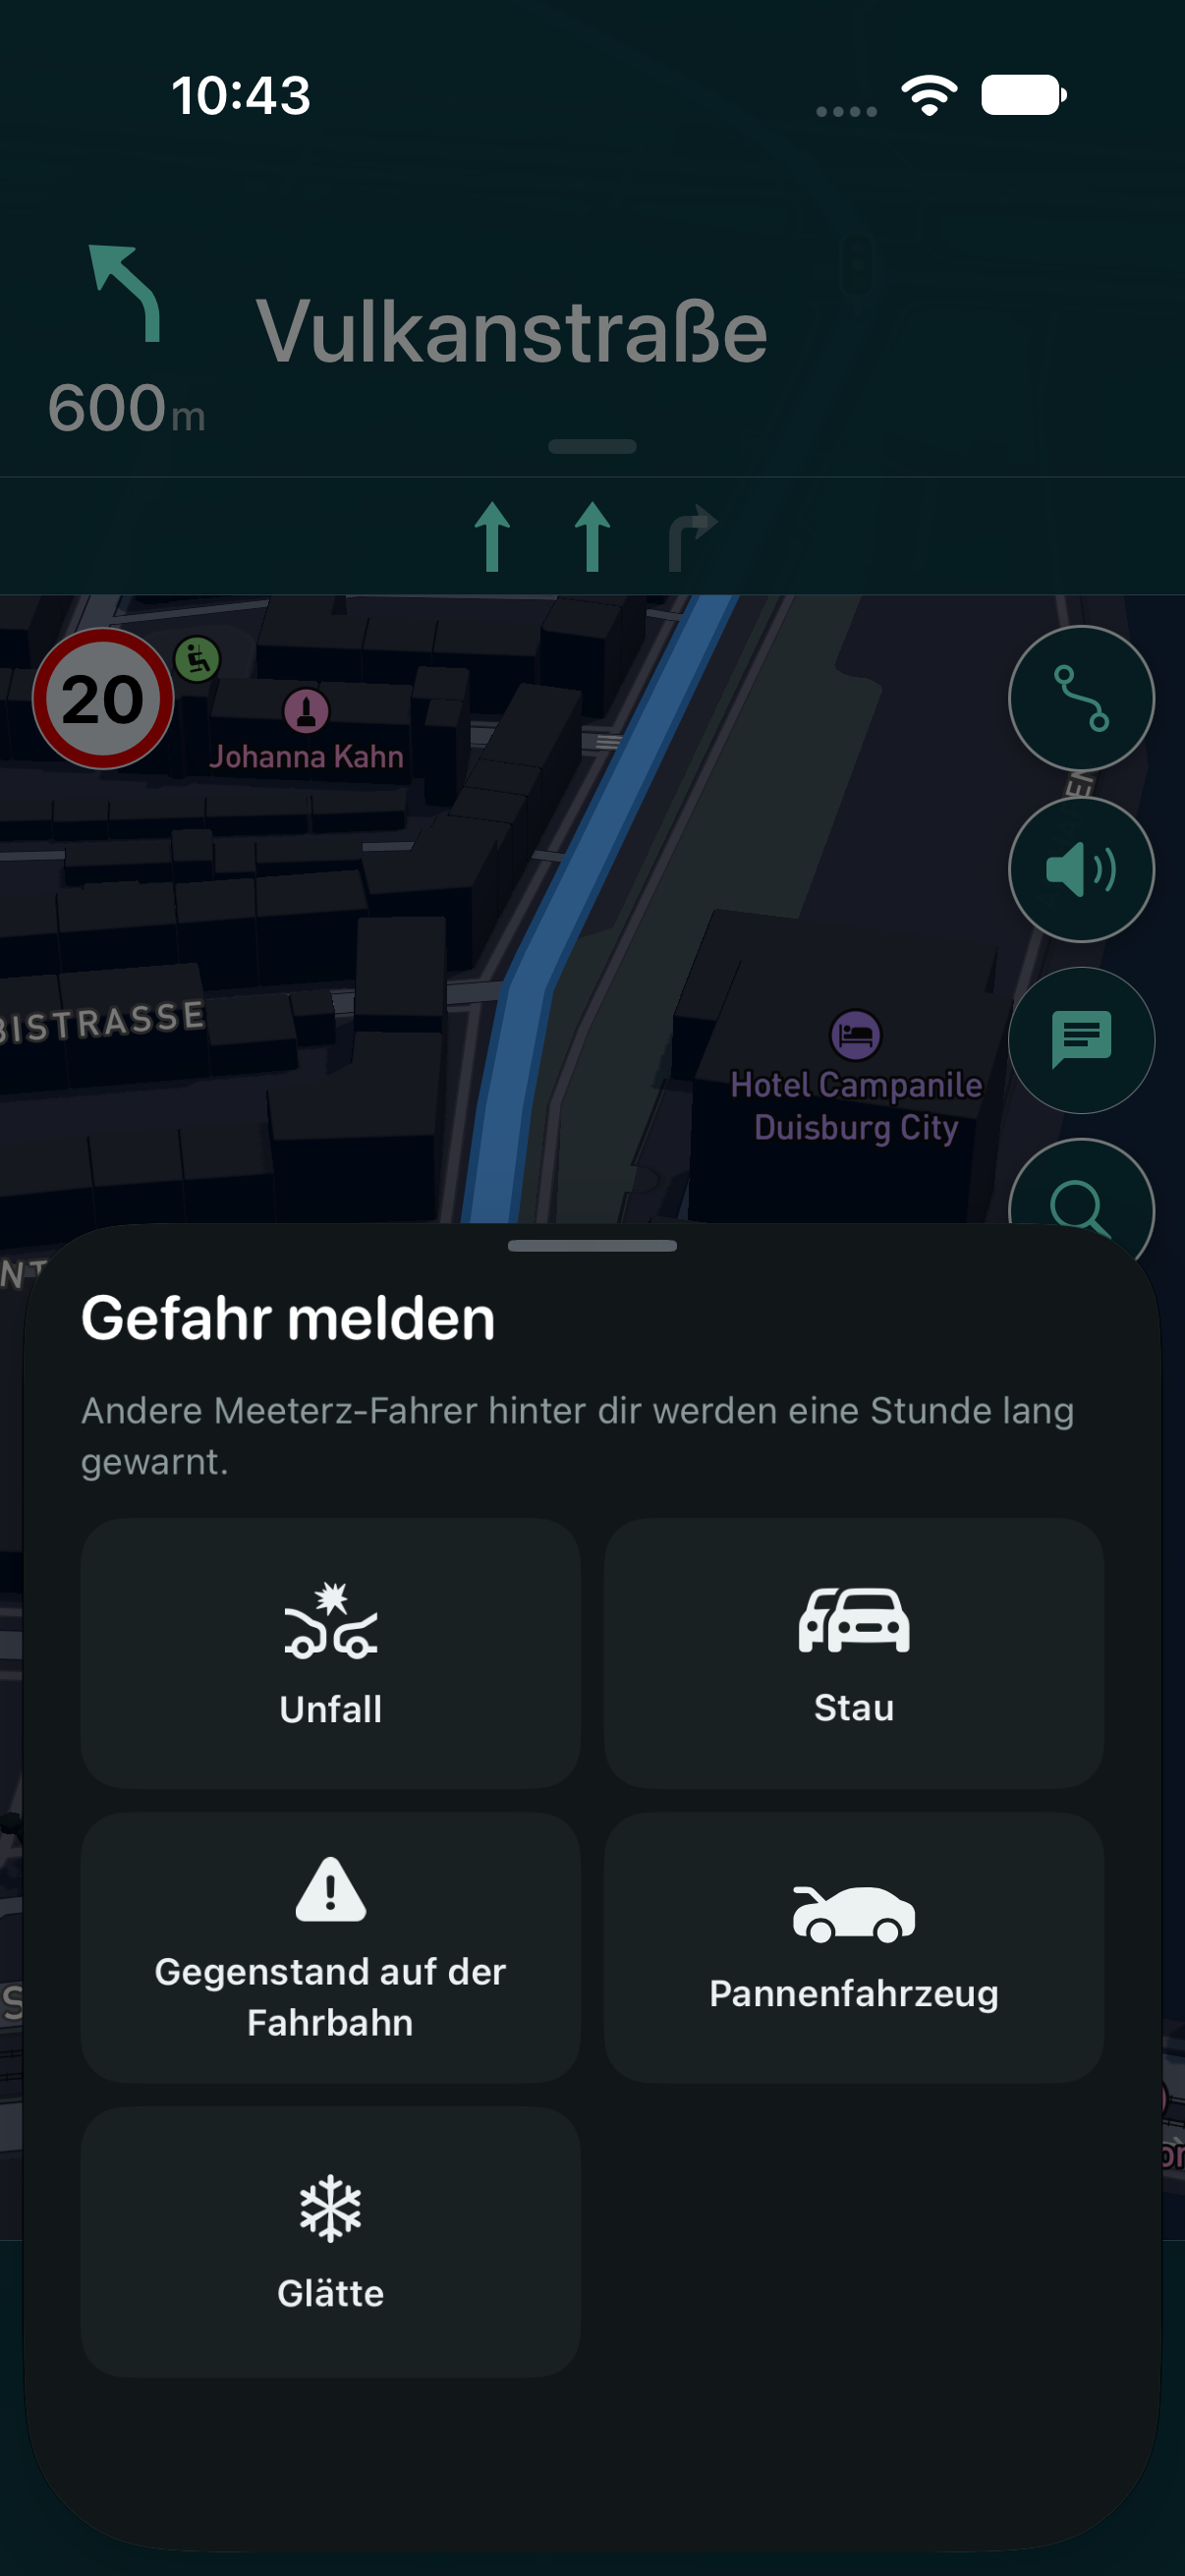 10:43
Vulkanstraße
600 m
20
Johanna Kahn
BISTRASSE
Hotel Campanile
Duisburg City
Gefahr melden
Andere Meeterz-Fahrer hinter dir werden eine Stunde lang
gewarnt.
Unfall
Stau
Gegenstand auf der
Fahrbahn
Pannenfahrzeug
Glätte